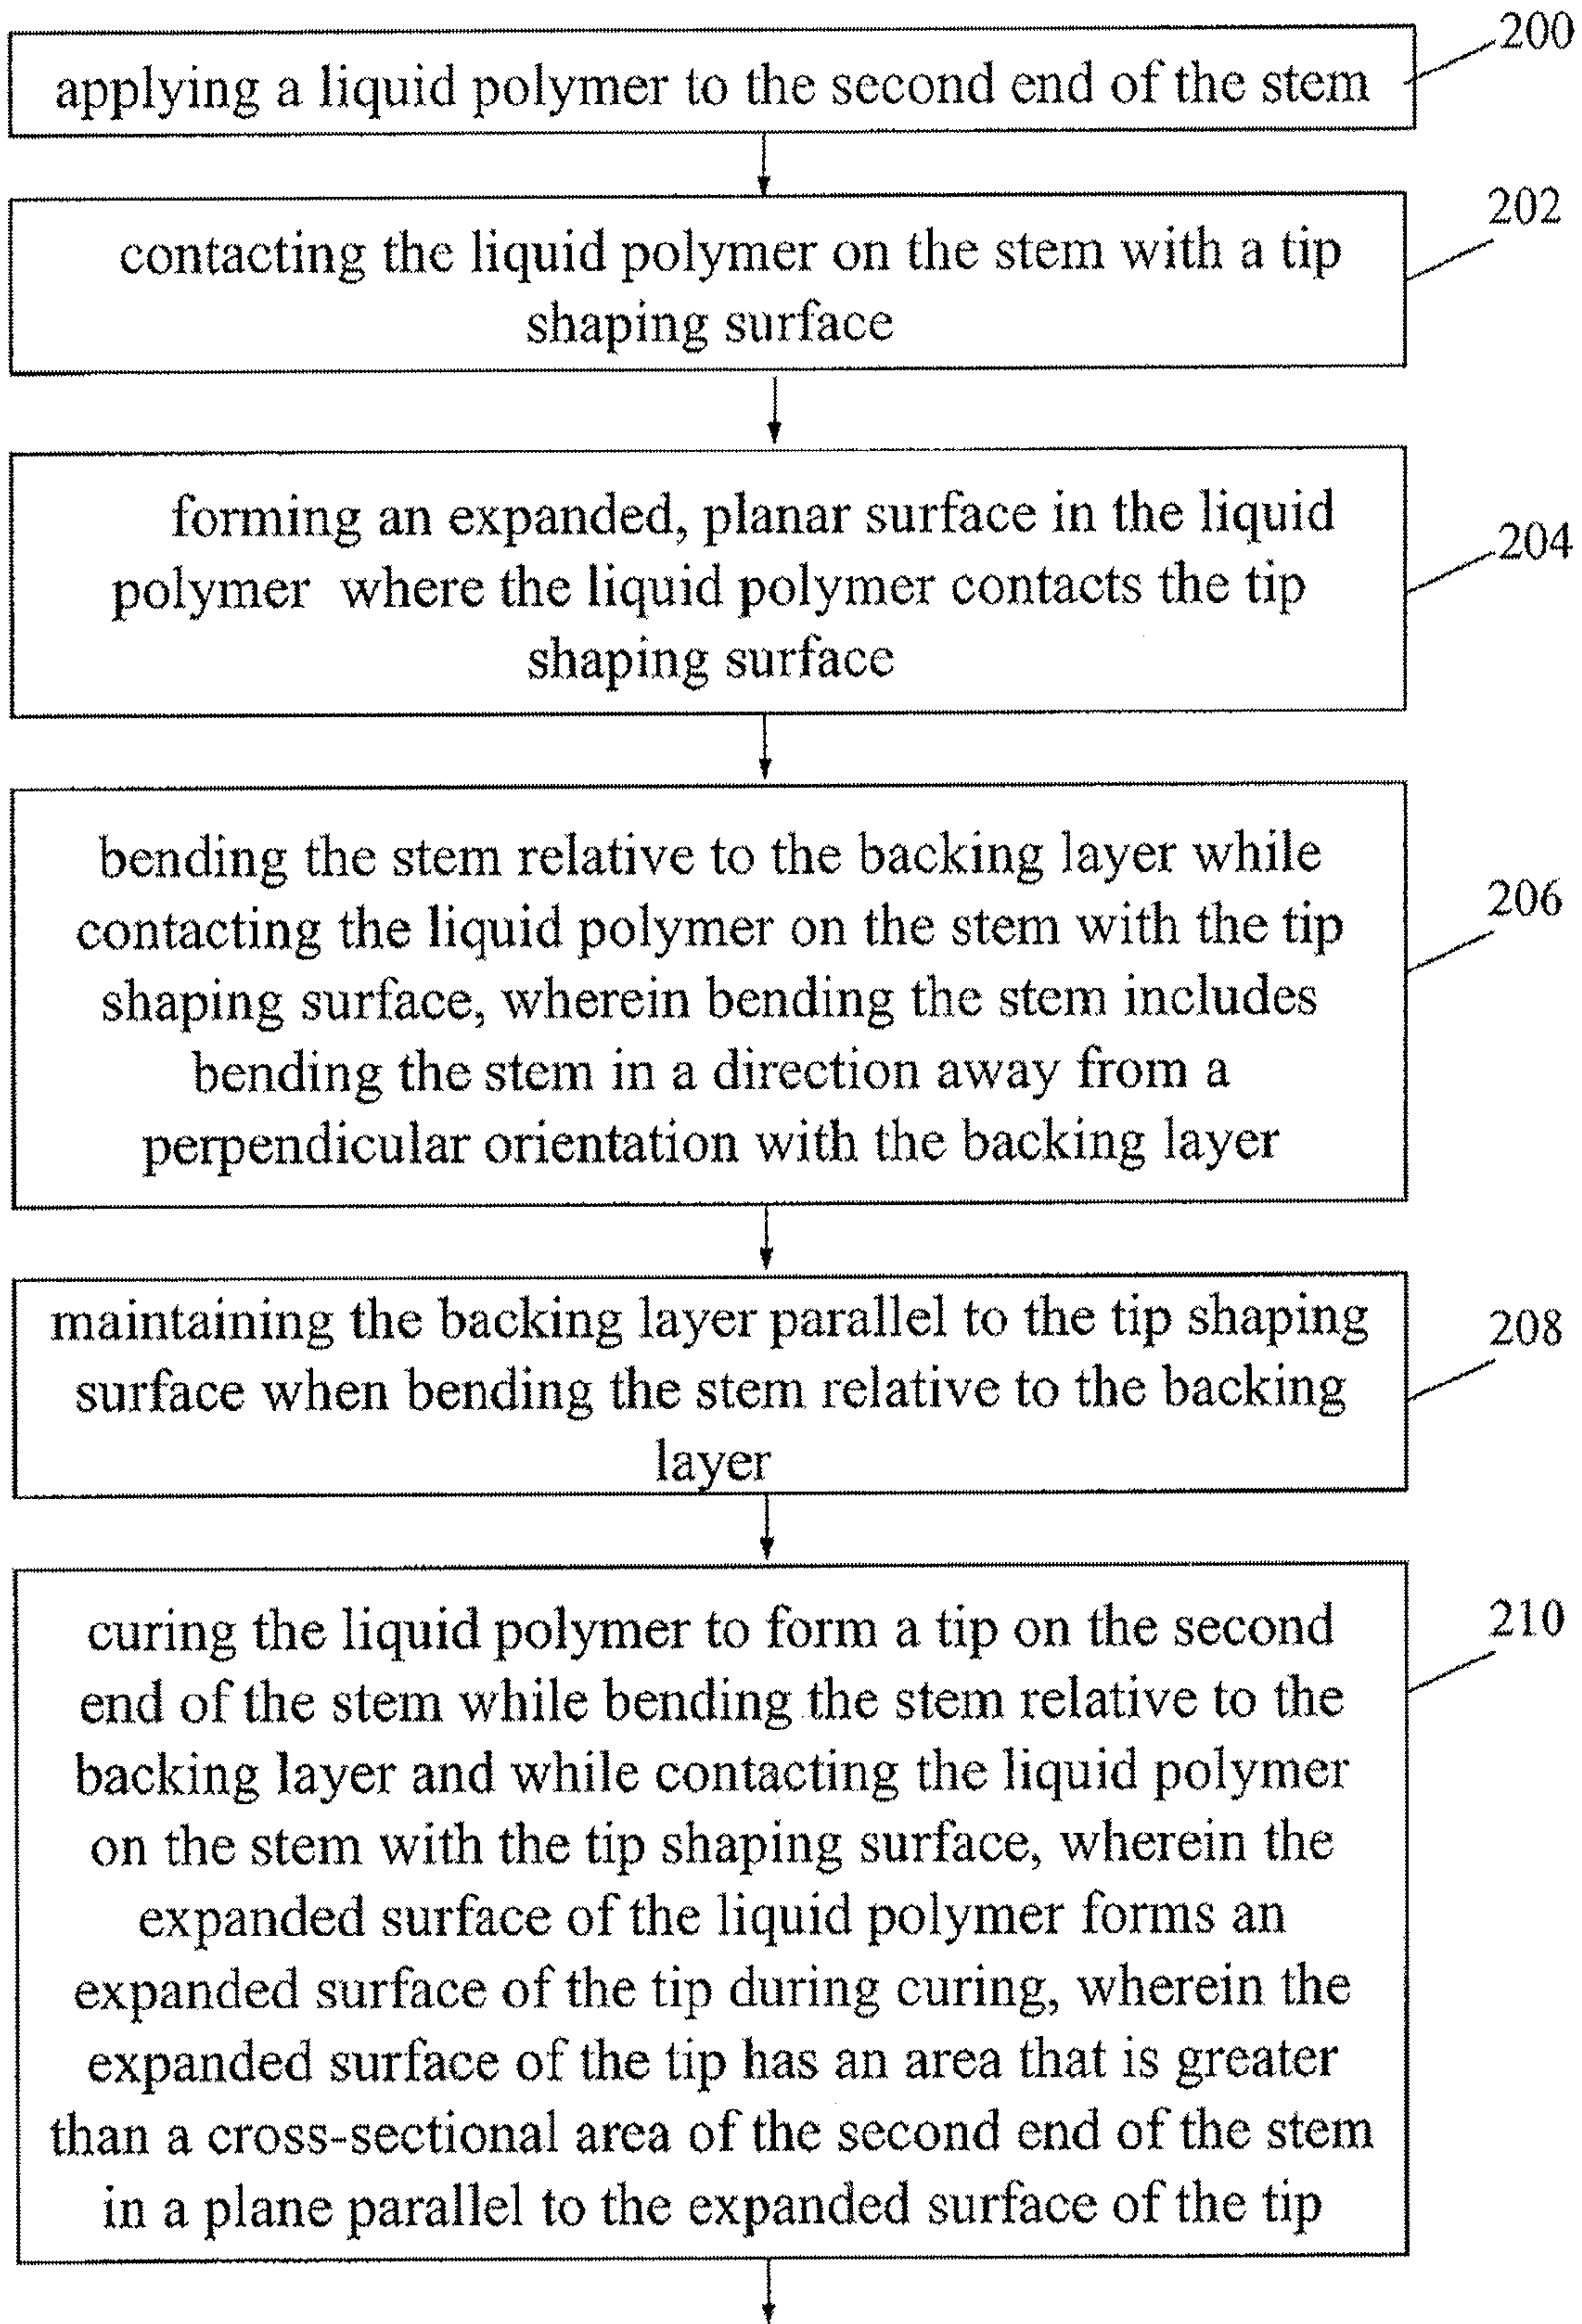 200
applying a liquid polymer to the second end of the stem
202
contacting the liquid polymer on the stem with a tip
shaping surface
204
forming an expanded, planar surface in the liquid
polymer where the liquid polymer contacts the tip
shaping surface
206
bending the stem relative to the backing layer while
contacting the liquid polymer on the stem with the tip
shaping surface, wherein bending the stem includes
bending the stem in a direction away from a
perpendicular orientation with the backing layer
208
maintaining the backing layer parallel to the tip shaping
surface when bending the stem relative to the backing
layer
210
curing the liquid polymer to form a tip on the second
end of the stem while bending the stem relative to the
backing layer and while contacting the liquid polymer
on the stem with the tip shaping surface, wherein the
expanded surface of the liquid polymer forms an
expanded surface of the tip during curing, wherein the
expanded surface of the tip has an area that is greater
than a cross-sectional area of the second end of the stem
in a plane parallel to the expanded surface of the tip